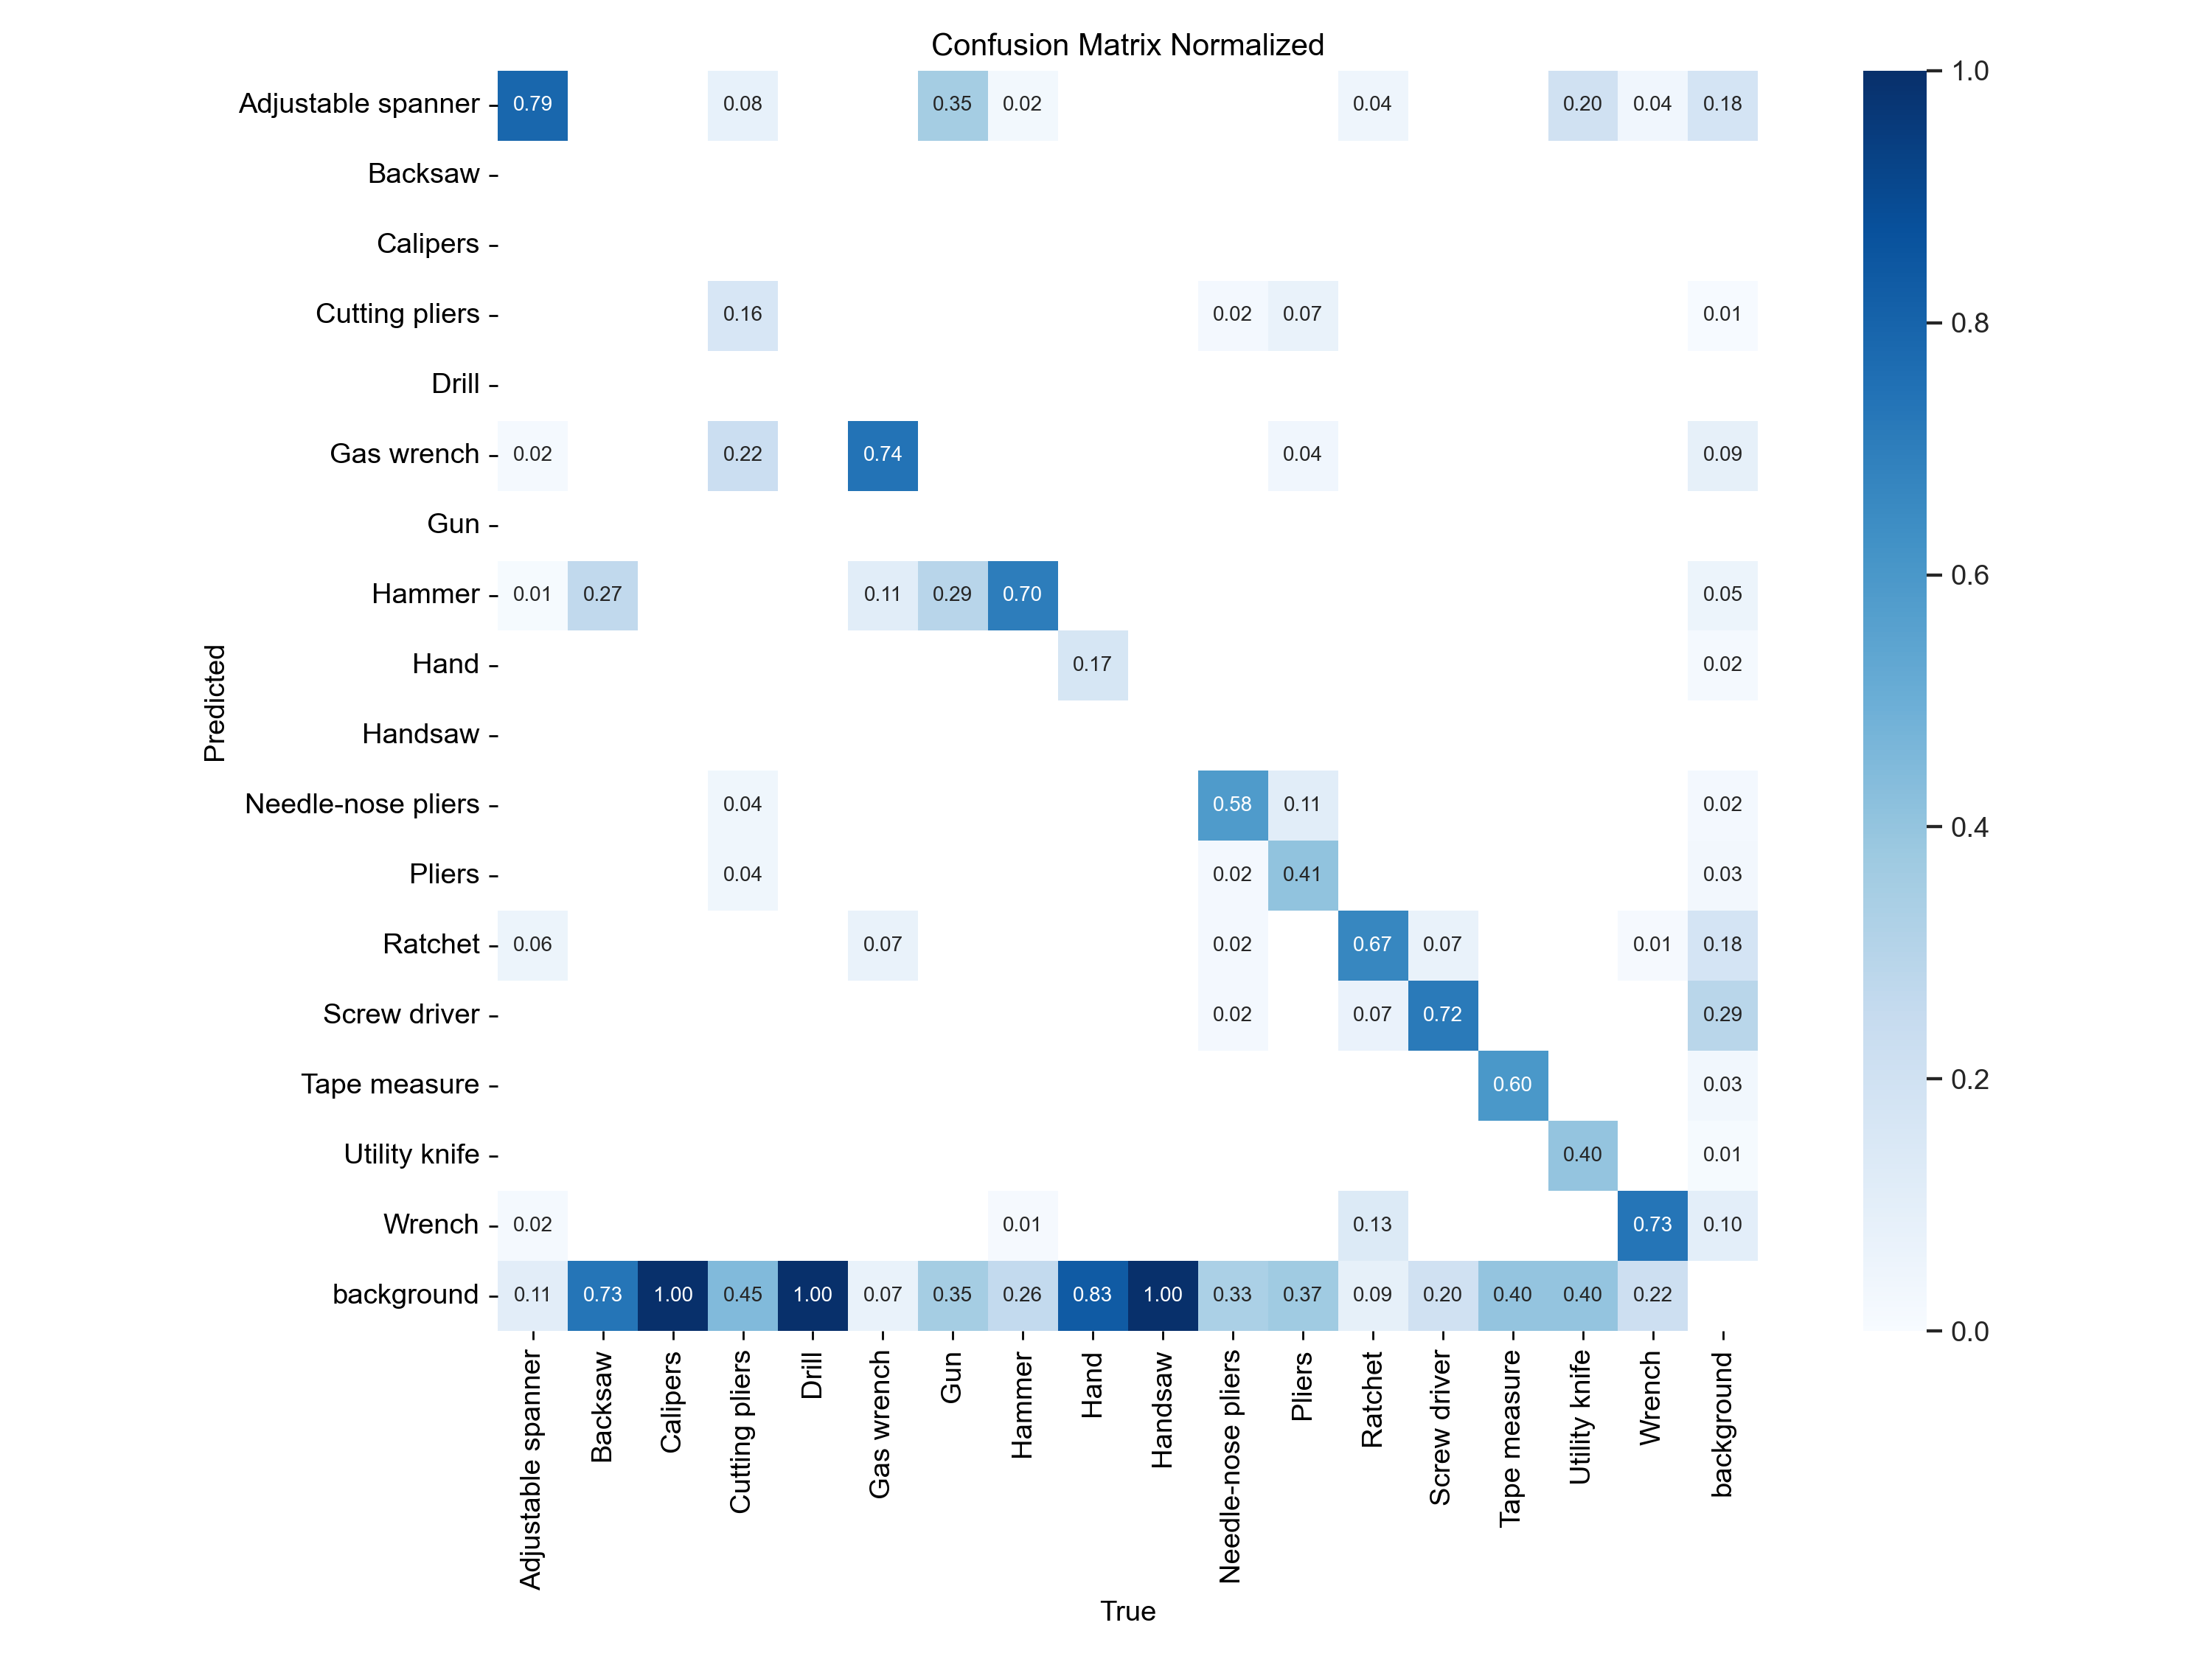 Confusion Matrix Normalized
Adjustable spanner 0.79 0.08 0.35 0.02 0.04 0.20 0.04 0.18
Backsaw
Calipers
Cutting pliers 0.16 0.02 0.07 0.01
Drill
Gas wrench 0.02 0.22 0.74 0.04 0.09
Gun
Hammer 0.01 0.27 0.11 0.29 0.70 0.05
Hand 0.17 0.02
Handsaw
Needle-nose pliers 0.04 0.58 0.11 0.02
Pliers 0.04 0.02 0.41 0.03
Ratchet 0.06 0.07 0.02 0.67 0.07 0.01 0.18
Screw driver 0.02 0.07 0.72 0.29
Tape measure 0.60 0.03
Utility knife 0.40 0.01
Wrench 0.02 0.01 0.13 0.73 0.10
background 0.11 0.73 1.00 0.45 1.00 0.07 0.35 0.26 0.83 1.00 0.33 0.37 0.09 0.20 0.40 0.40 0.22
Predicted
Adjustable spanner
Backsaw
Calipers
Cutting pliers
Drill
Gas wrench
Gun
Hammer
Hand
Handsaw
Needle-nose pliers
Pliers
Ratchet
Screw driver
Tape measure
Utility knife
Wrench
background
True
1.0
0.8
0.6
0.4
0.2
0.0